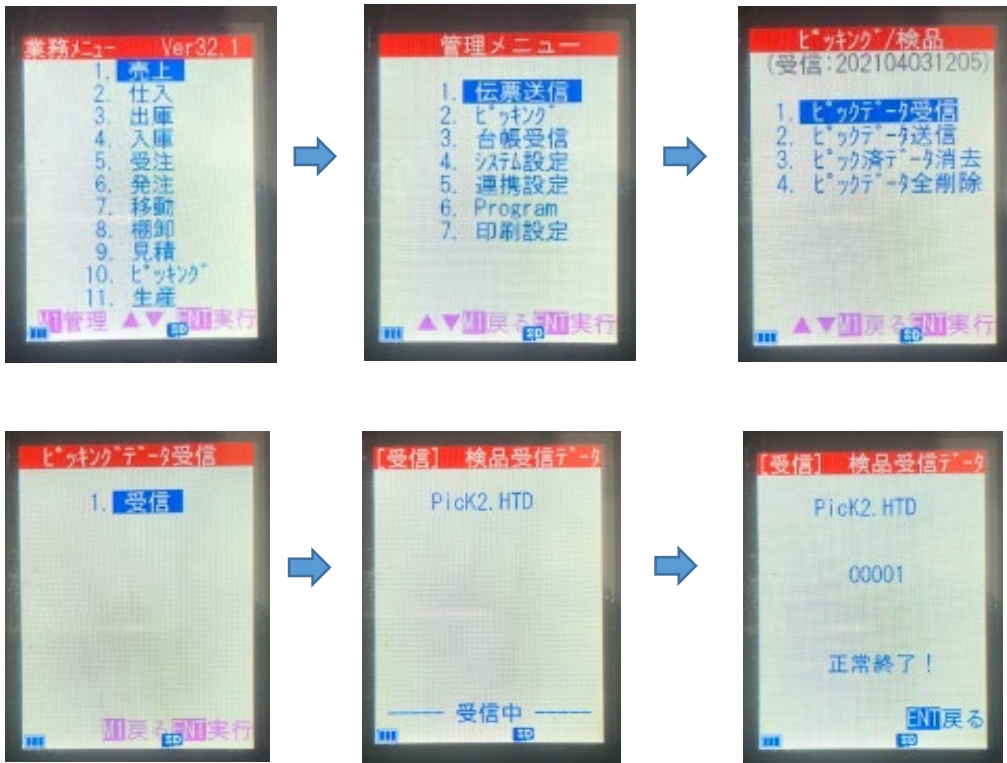 業務ﾒﾆｭｰ Ver32.1
1. 売上
2. 仕入
3. 出庫
4. 入庫
5. 受注
6. 発注
7. 移動
8. 棚卸
9. 見積
10. ﾋﾟｯｷﾝｸﾞ
11. 生産
M1管理 ▲▼ ENT実行
SD
管理メニュー
1. 伝票送信
2. ﾋﾟｯｷﾝｸﾞ
3. 台帳受信
4. ｼｽﾃﾑ設定
5. 連携設定
6. Program
7. 印刷設定
▲▼M1戻るENT実行
SD
ﾋﾟｯｷﾝｸﾞ/検品
(受信:202104031205)
1. ﾋﾟｯｸﾃﾞｰﾀ受信
2. ﾋﾟｯｸﾃﾞｰﾀ送信
3. ﾋﾟｯｸ済ﾃﾞｰﾀ消去
4. ﾋﾟｯｸﾃﾞｰﾀ全削除
▲▼M1戻るENT実行
SD
ﾋﾟｯｷﾝｸﾞﾃﾞｰﾀ受信
1. 受信
M1戻るENT実行
SD
[受信] 検品受信ﾃﾞｰﾀ
PicK2.HTD
----- 受信中 -----
SD
[受信] 検品受信ﾃﾞｰﾀ
PicK2.HTD
00001
正常終了！
ENT戻る
SD